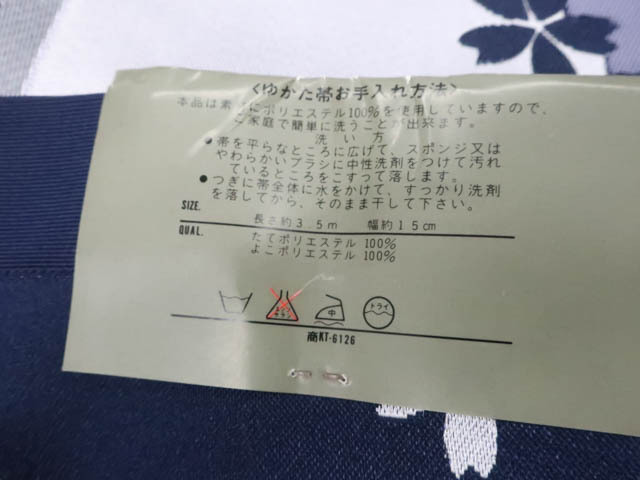 <ゆかた帯お手入れ方法>
本品は素材にポリエステル100%を使用していますので、
ご家庭で簡単に洗うことが出来ます。
洗い方
●帯を平らなところに広げて、スポンジ又は
やわらかいブラシに中性洗剤をつけて汚れ
ているところをこすって落します。
●つぎに帯全体に水をかけて、すっかり洗剤
を落してから、そのまま干して下さい。
SIZE.
長さ約3.5m 幅約15cm
QUAL.
たてポリエステル 100%
よこポリエステル 100%
中
ドライ
商KT-6126